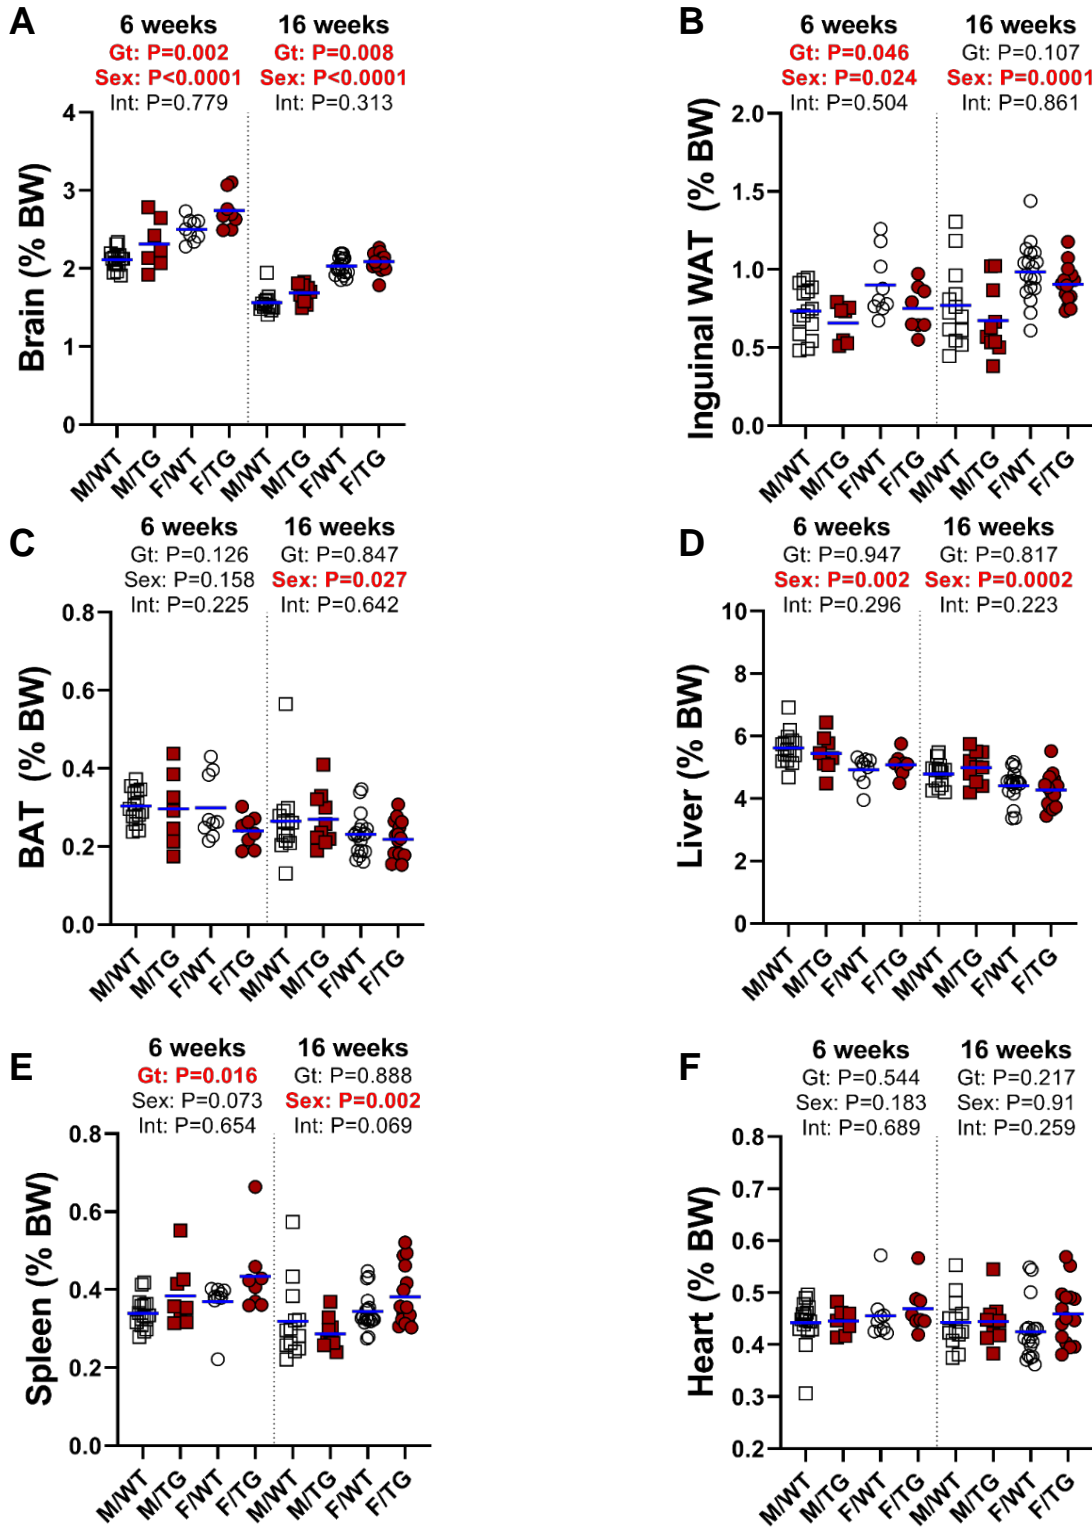 A
6 weeks
Gt: P=0.002
Sex: P<0.0001
Int: P=0.779
16 weeks
Gt: P=0.008
Sex: P<0.0001
Int: P=0.313
Brain (% BW)
4
3
2
1
0
M/WT
M/TG
F/WT
F/TG
M/WT
M/TG
F/WT
F/TG
B
6 weeks
Gt: P=0.046
Sex: P=0.024
Int: P=0.504
16 weeks
Gt: P=0.107
Sex: P=0.0001
Int: P=0.861
Inguinal WAT (% BW)
2.0
1.5
1.0
0.5
0.0
M/WT
M/TG
F/WT
F/TG
M/WT
M/TG
F/WT
F/TG
C
6 weeks
Gt: P=0.126
Sex: P=0.158
Int: P=0.225
16 weeks
Gt: P=0.847
Sex: P=0.027
Int: P=0.642
BAT (% BW)
0.8
0.6
0.4
0.2
0.0
M/WT
M/TG
F/WT
F/TG
M/WT
M/TG
F/WT
F/TG
D
6 weeks
Gt: P=0.947
Sex: P=0.002
Int: P=0.296
16 weeks
Gt: P=0.817
Sex: P=0.0002
Int: P=0.223
Liver (% BW)
10
8
6
4
2
0
M/WT
M/TG
F/WT
F/TG
M/WT
M/TG
F/WT
F/TG
E
6 weeks
Gt: P=0.016
Sex: P=0.073
Int: P=0.654
16 weeks
Gt: P=0.888
Sex: P=0.002
Int: P=0.069
Spleen (% BW)
0.8
0.6
0.4
0.2
0.0
M/WT
M/TG
F/WT
F/TG
M/WT
M/TG
F/WT
F/TG
F
6 weeks
Gt: P=0.544
Sex: P=0.183
Int: P=0.689
16 weeks
Gt: P=0.217
Sex: P=0.91
Int: P=0.259
Heart (% BW)
0.8
0.7
0.6
0.5
0.4
0.3
0.2
M/WT
M/TG
F/WT
F/TG
M/WT
M/TG
F/WT
F/TG